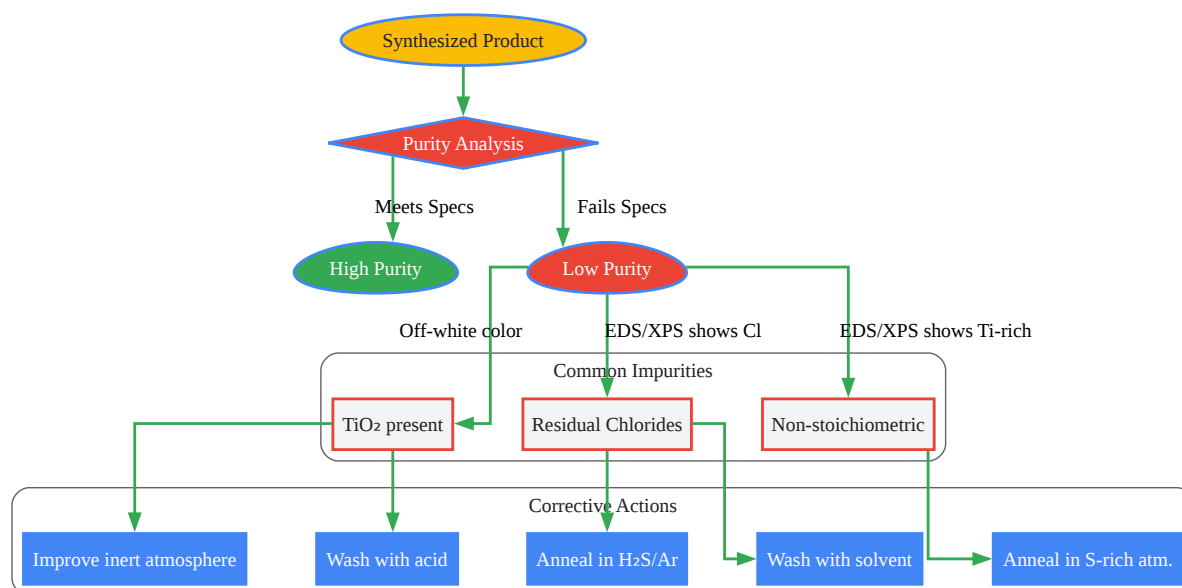 Synthesized Product
Purity Analysis
Meets Specs
Fails Specs
High Purity
Low Purity
Off-white color
EDS/XPS shows Cl
EDS/XPS shows Ti-rich
Common Impurities
TiO₂ present
Residual Chlorides
Non-stoichiometric
Corrective Actions
Improve inert atmosphere
Wash with acid
Anneal in H₂S/Ar
Wash with solvent
Anneal in S-rich atm.